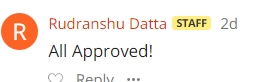 R
Rudranshu Datta STAFF 2d
All Approved!
Reply